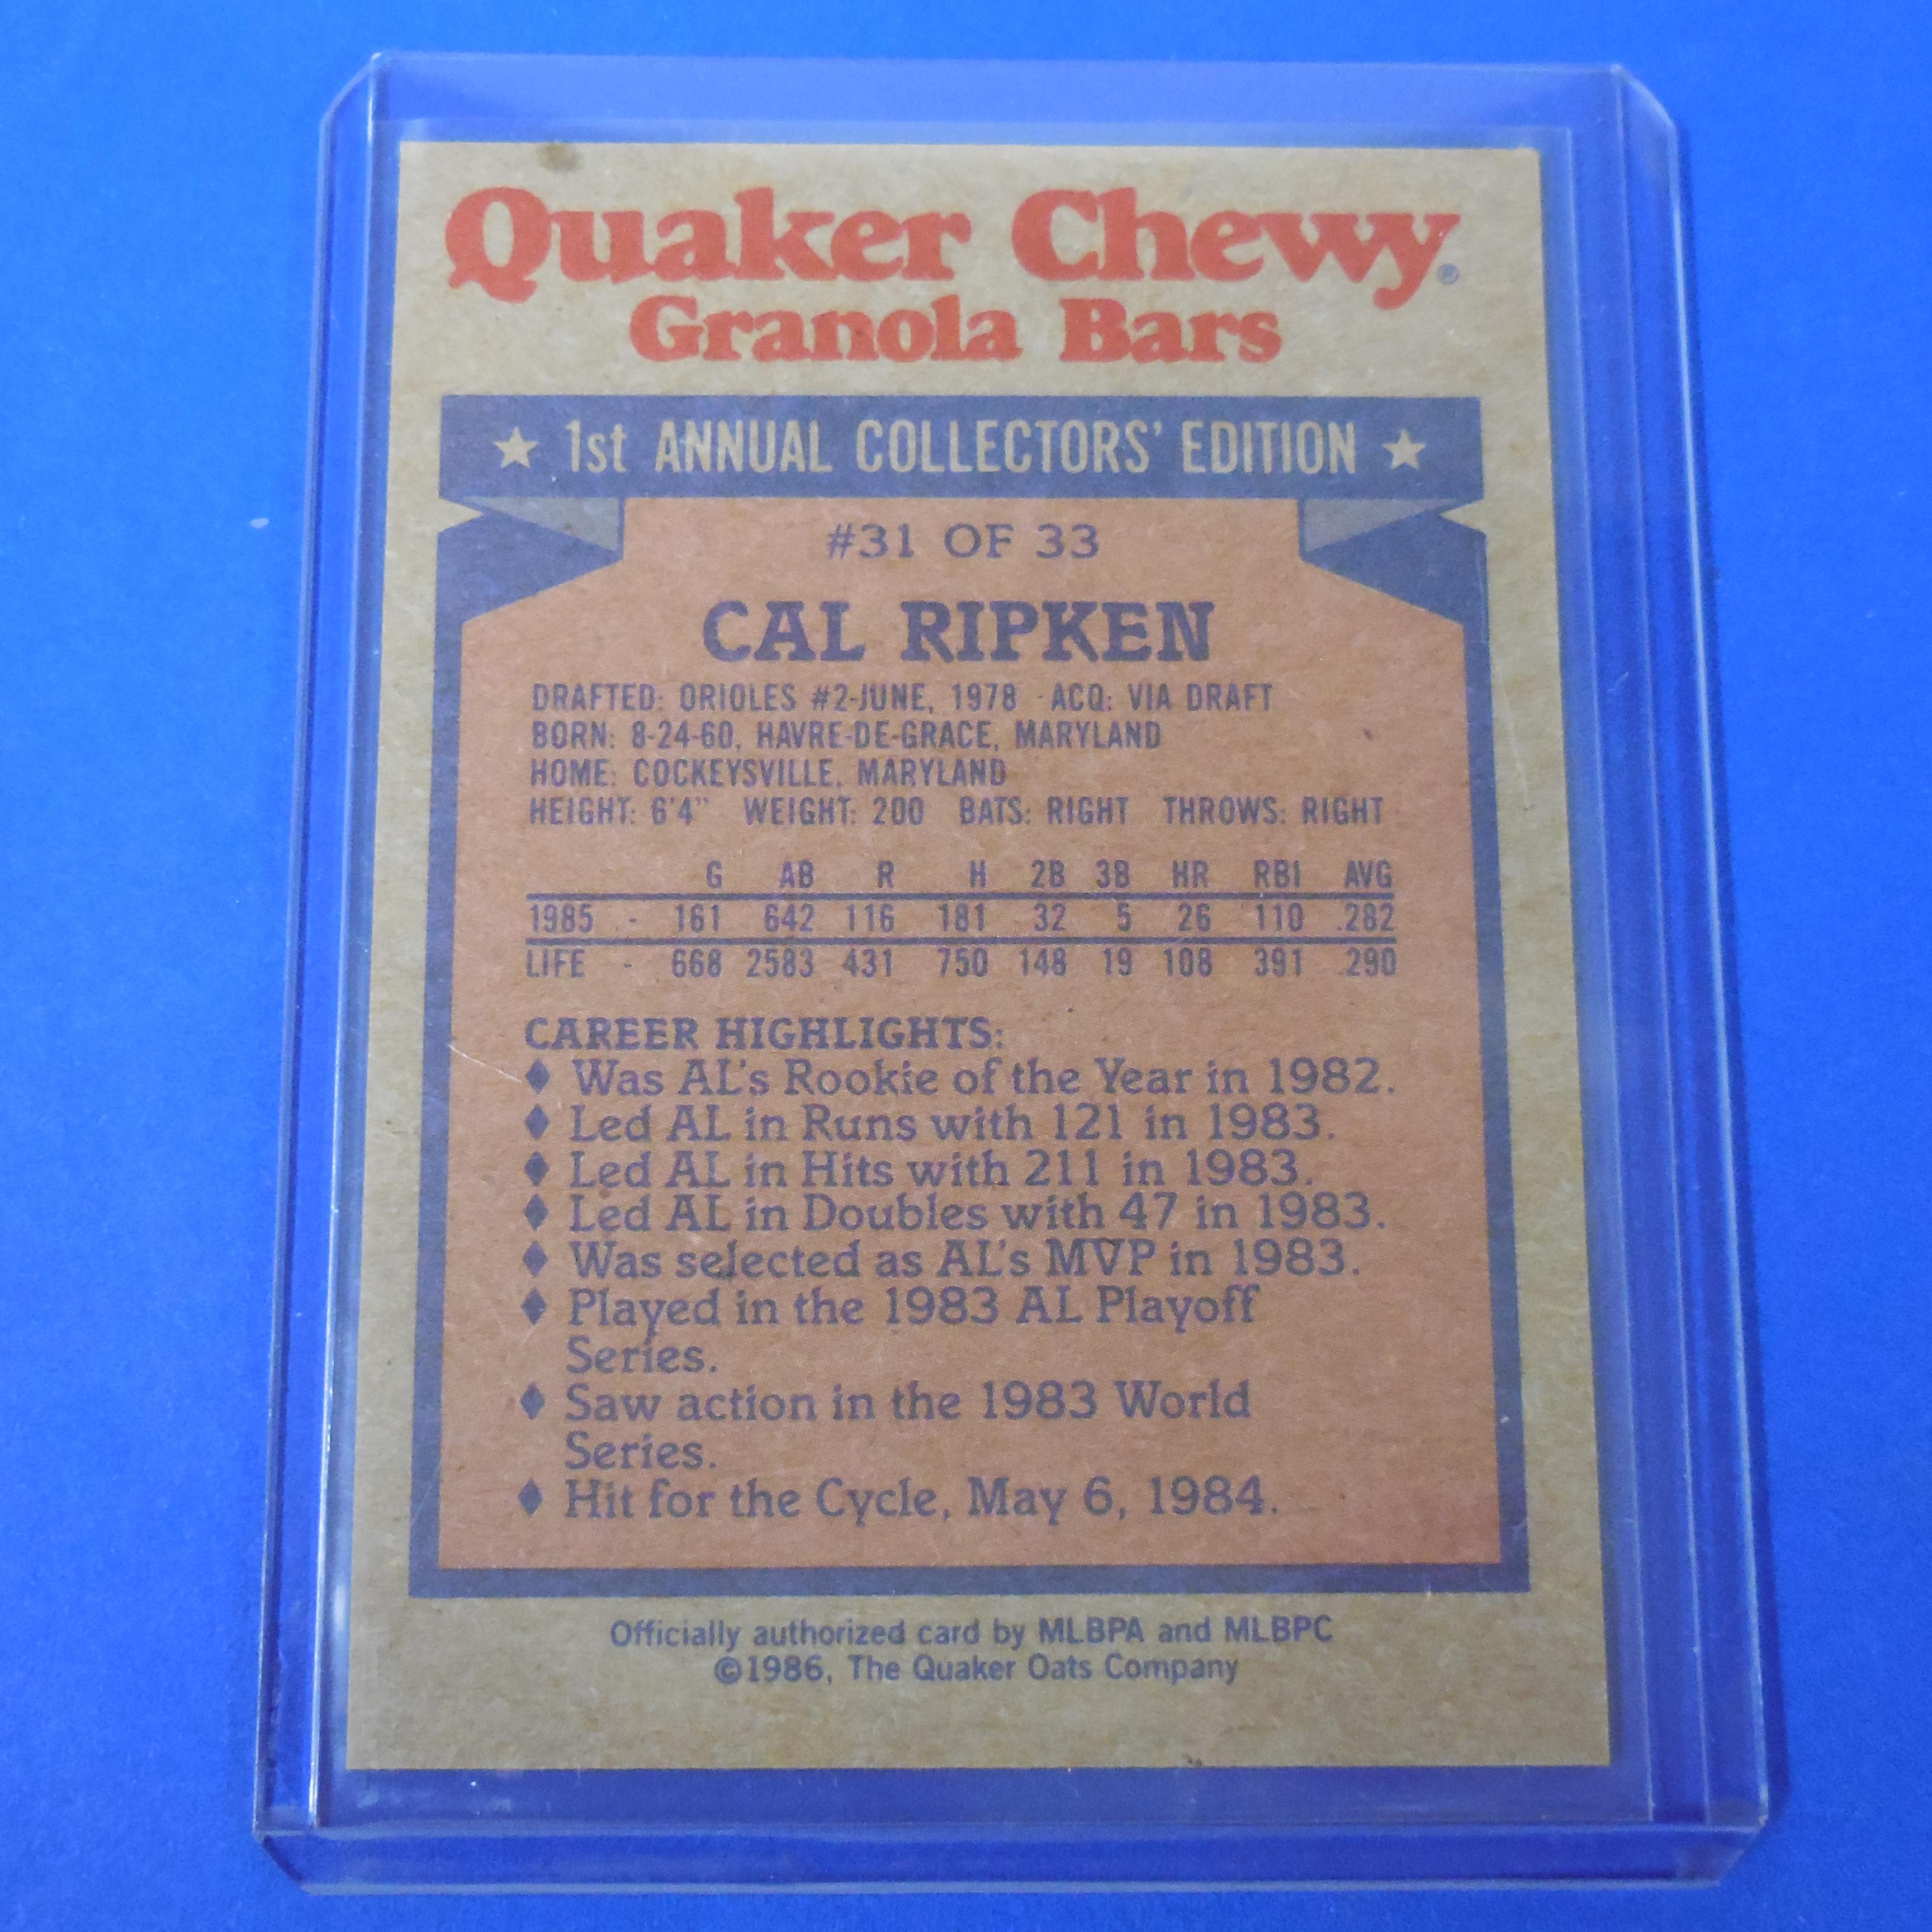 Quaker Chewy®
Granola Bars
★ 1st ANNUAL COLLECTORS' EDITION ★
#31 OF 33
CAL RIPKEN
DRAFTED: ORIOLES #2-JUNE, 1978 ACQ: VIA DRAFT
BORN: 8-24-60, HAVRE-DE-GRACE, MARYLAND
HOME: COCKEYSVILLE, MARYLAND
HEIGHT: 6'4" WEIGHT: 200 BATS: RIGHT THROWS: RIGHT
G AB R H 2B 3B HR RBI AVG
1985 - 161 642 116 181 32 5 26 110 .282
LIFE - 668 2583 431 750 148 19 108 391 .290
CAREER HIGHLIGHTS:
♦ Was AL's Rookie of the Year in 1982.
♦ Led AL in Runs with 121 in 1983.
♦ Led AL in Hits with 211 in 1983.
♦ Led AL in Doubles with 47 in 1983.
♦ Was selected as AL's MVP in 1983.
♦ Played in the 1983 AL Playoff
Series.
♦ Saw action in the 1983 World
Series.
♦ Hit for the Cycle, May 6, 1984.
Officially authorized card by MLBPA and MLBPC
©1986, The Quaker Oats Company